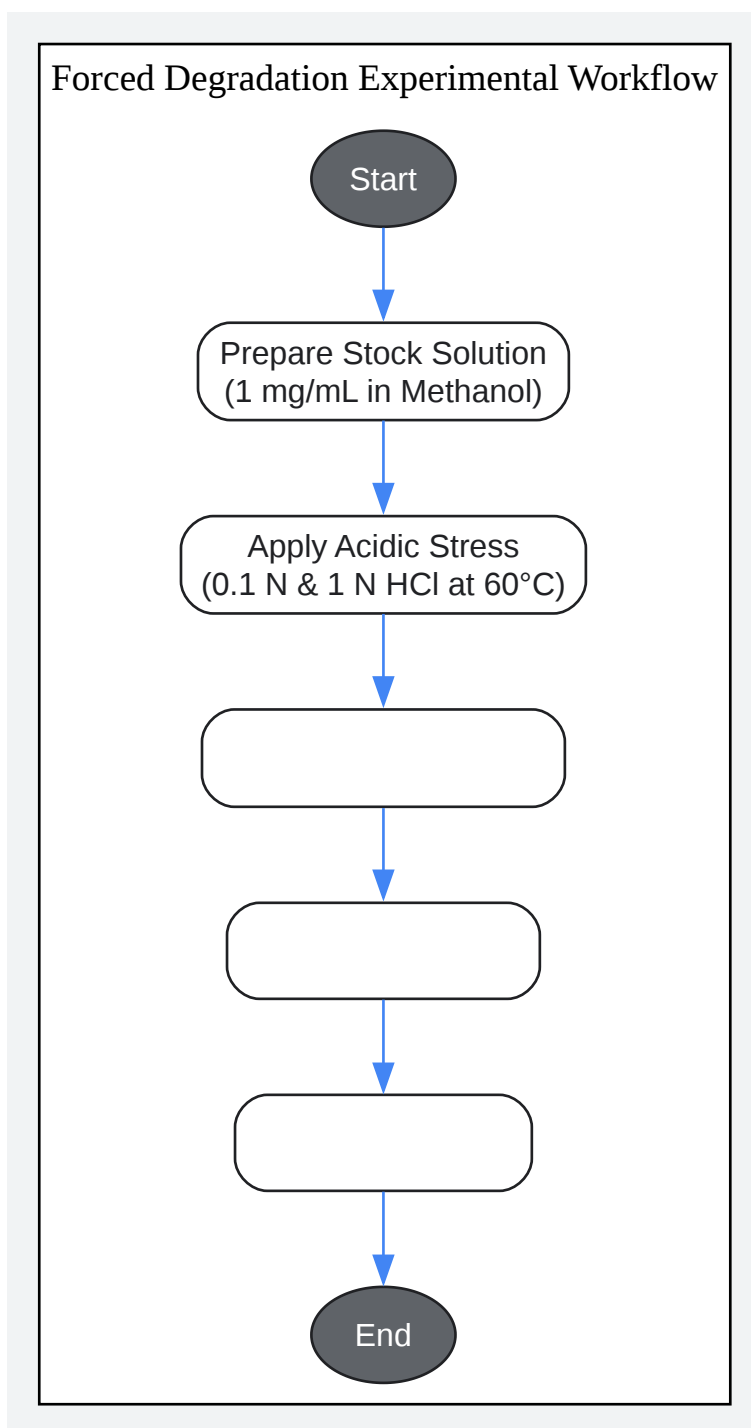 Forced Degradation Experimental Workflow
Start
Prepare Stock Solution
(1 mg/mL in Methanol)
Apply Acidic Stress
(0.1 N & 1 N HCl at 60°C)
End